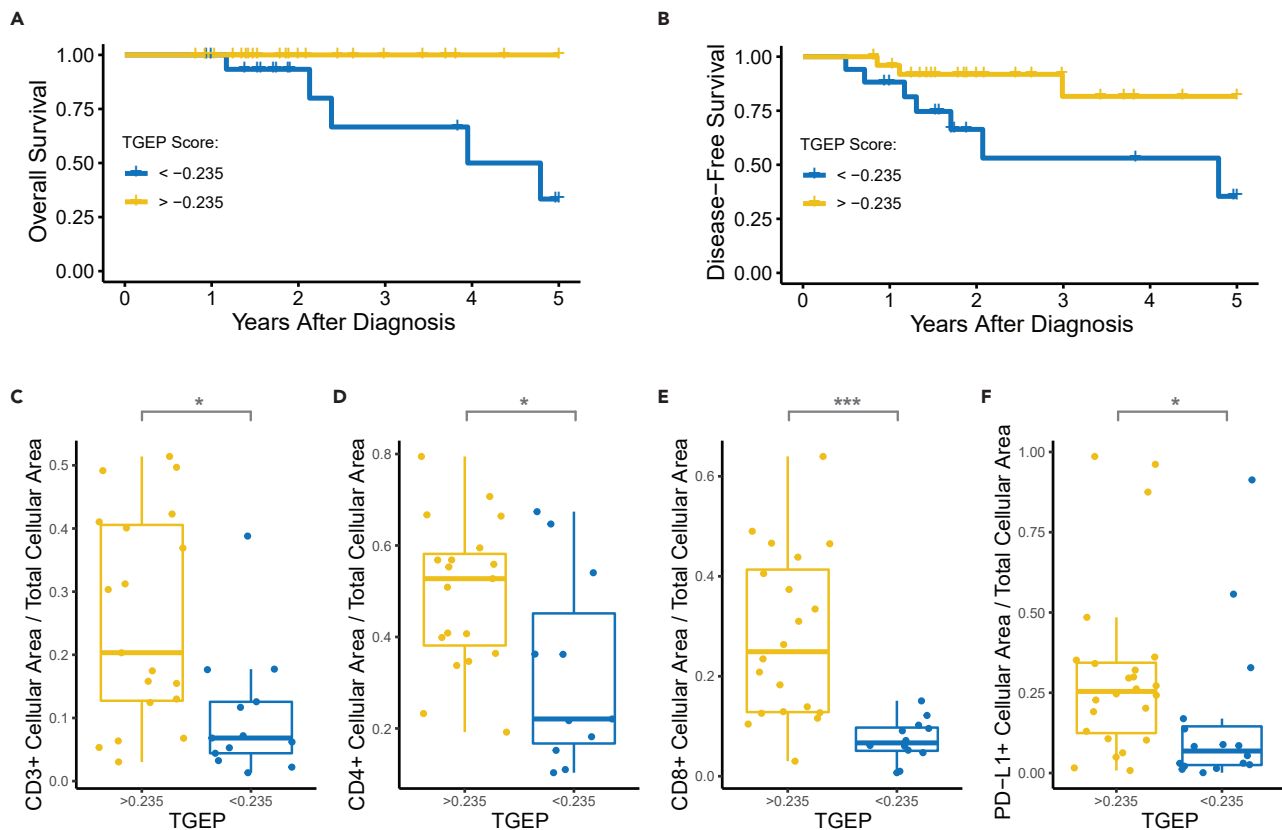 A
Overall Survival
1.00
0.75
0.50
0.25
0.00
TGEP Score:
< −0.235
> −0.235
0 1 2 3 4 5
Years After Diagnosis
B
Disease−Free Survival
1.00
0.75
0.50
0.25
0.00
TGEP Score:
< −0.235
> −0.235
0 1 2 3 4 5
Years After Diagnosis
C
*
CD3+ Cellular Area / Total Cellular Area
0.5
0.4
0.3
0.2
0.1
0.0
>0.235 <0.235
TGEP
D
*
CD4+ Cellular Area / Total Cellular Area
0.8
0.6
0.4
0.2
>0.235 <0.235
TGEP
E
***
CD8+ Cellular Area / Total Cellular Area
0.6
0.4
0.2
0.0
>0.235 <0.235
TGEP
F
*
PD−L1+ Cellular Area / Total Cellular Area
1.00
0.75
0.50
0.25
0.00
>0.235 <0.235
TGEP